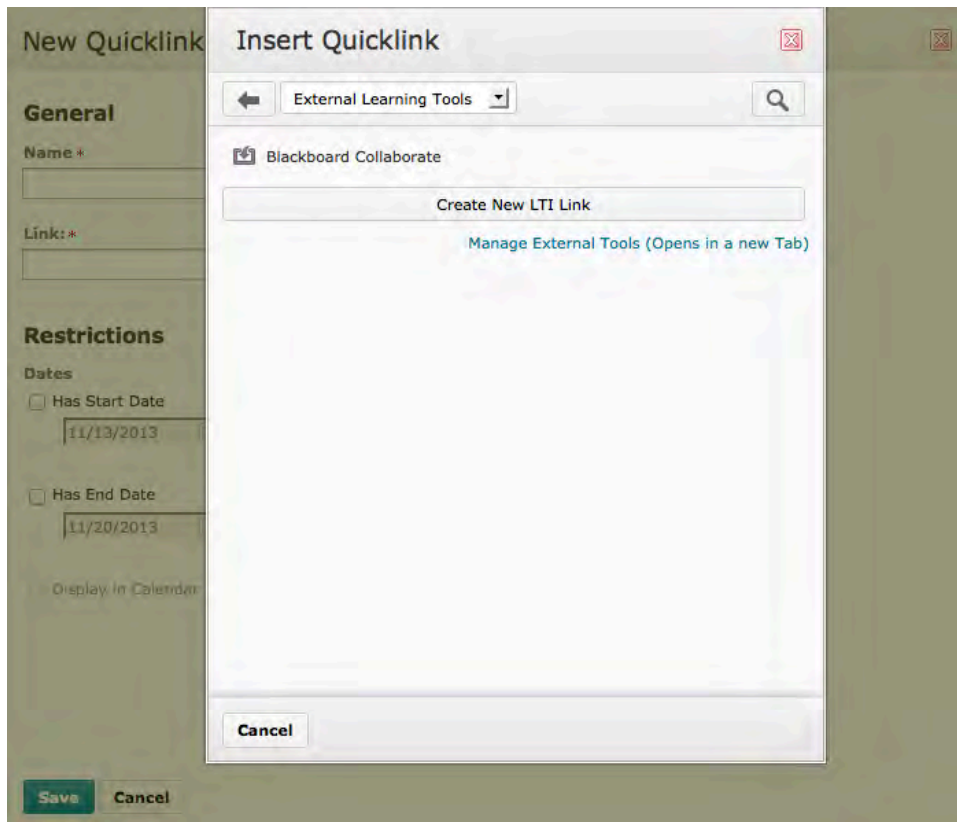 New Quicklink
General
Name *
Link: *
Restrictions
Dates
Has Start Date
11/13/2013
Has End Date
11/20/2013
Display in Calendar
Save
Cancel
Insert Quicklink
External Learning Tools
Blackboard Collaborate
Create New LTI Link
Manage External Tools (Opens in a new Tab)
Cancel